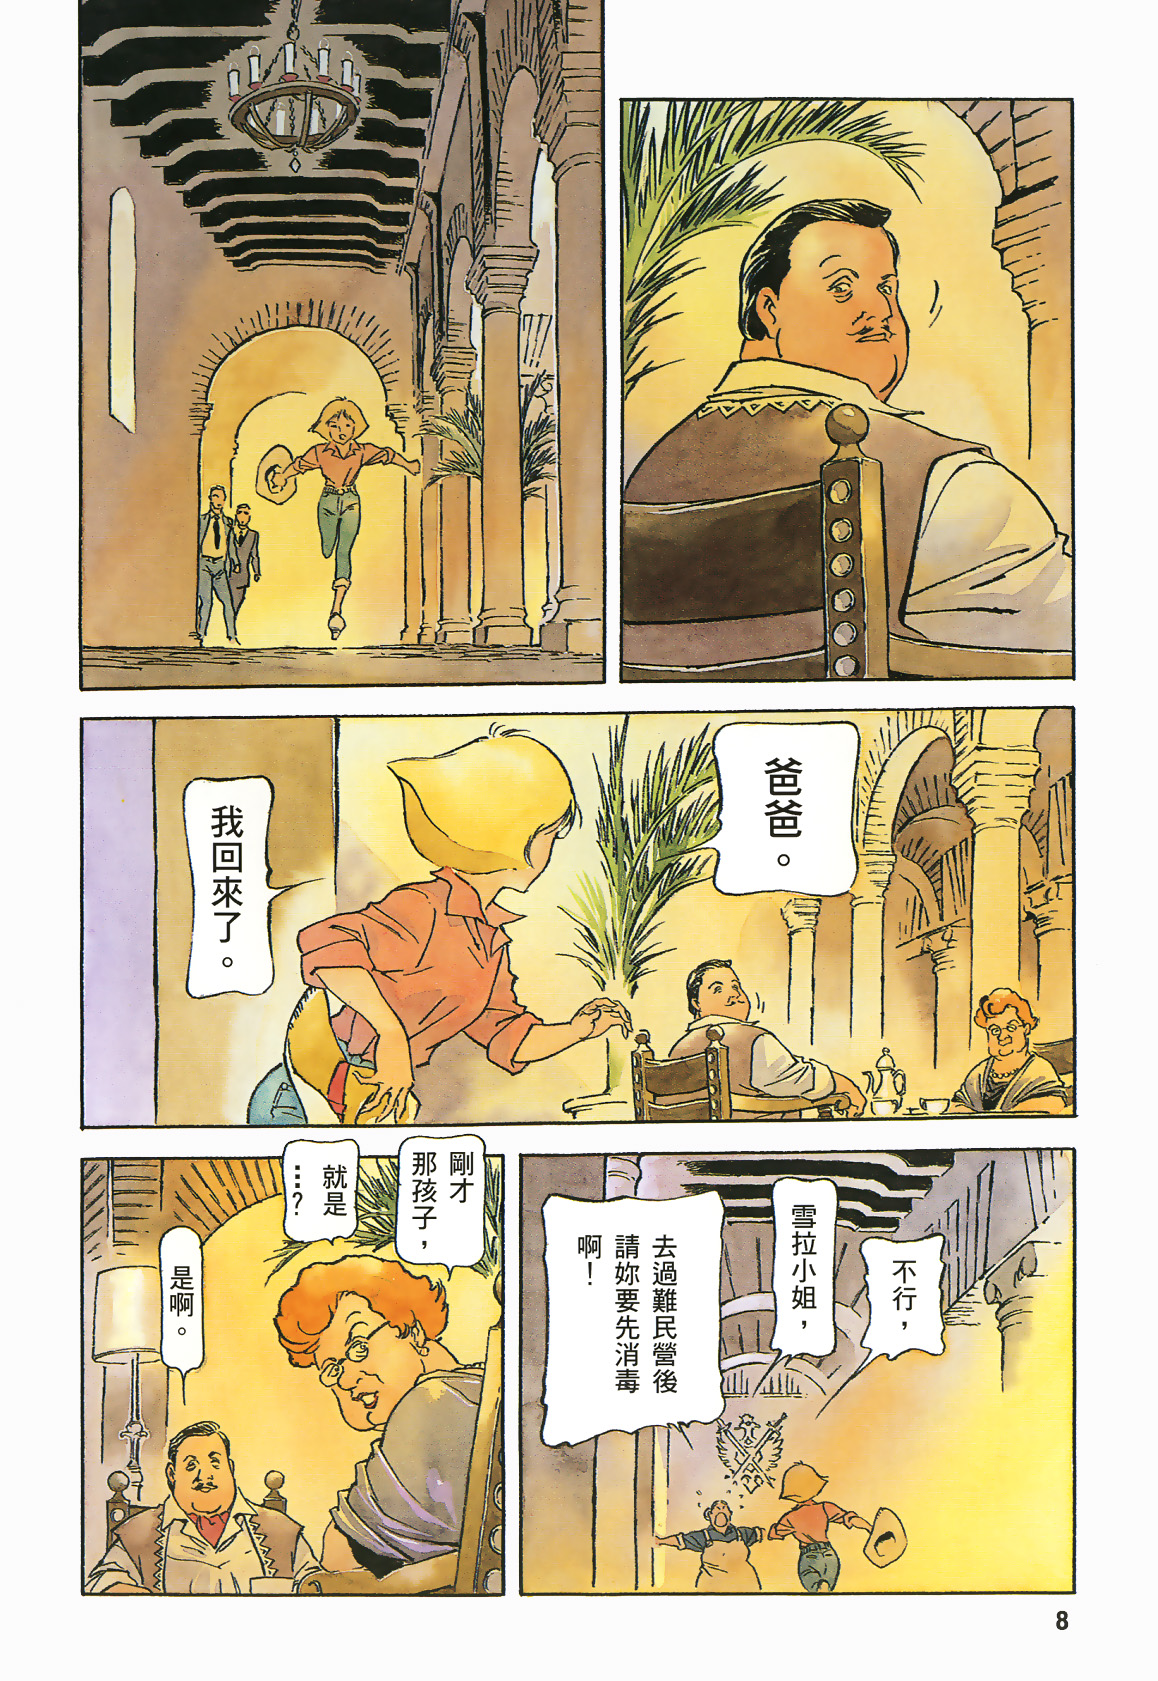 爸爸。
我回來了。
不行，
雪拉小姐，
去過難民營後
請妳要先消毒
啊！
剛才
那孩子，
就是
…？
是啊。
8